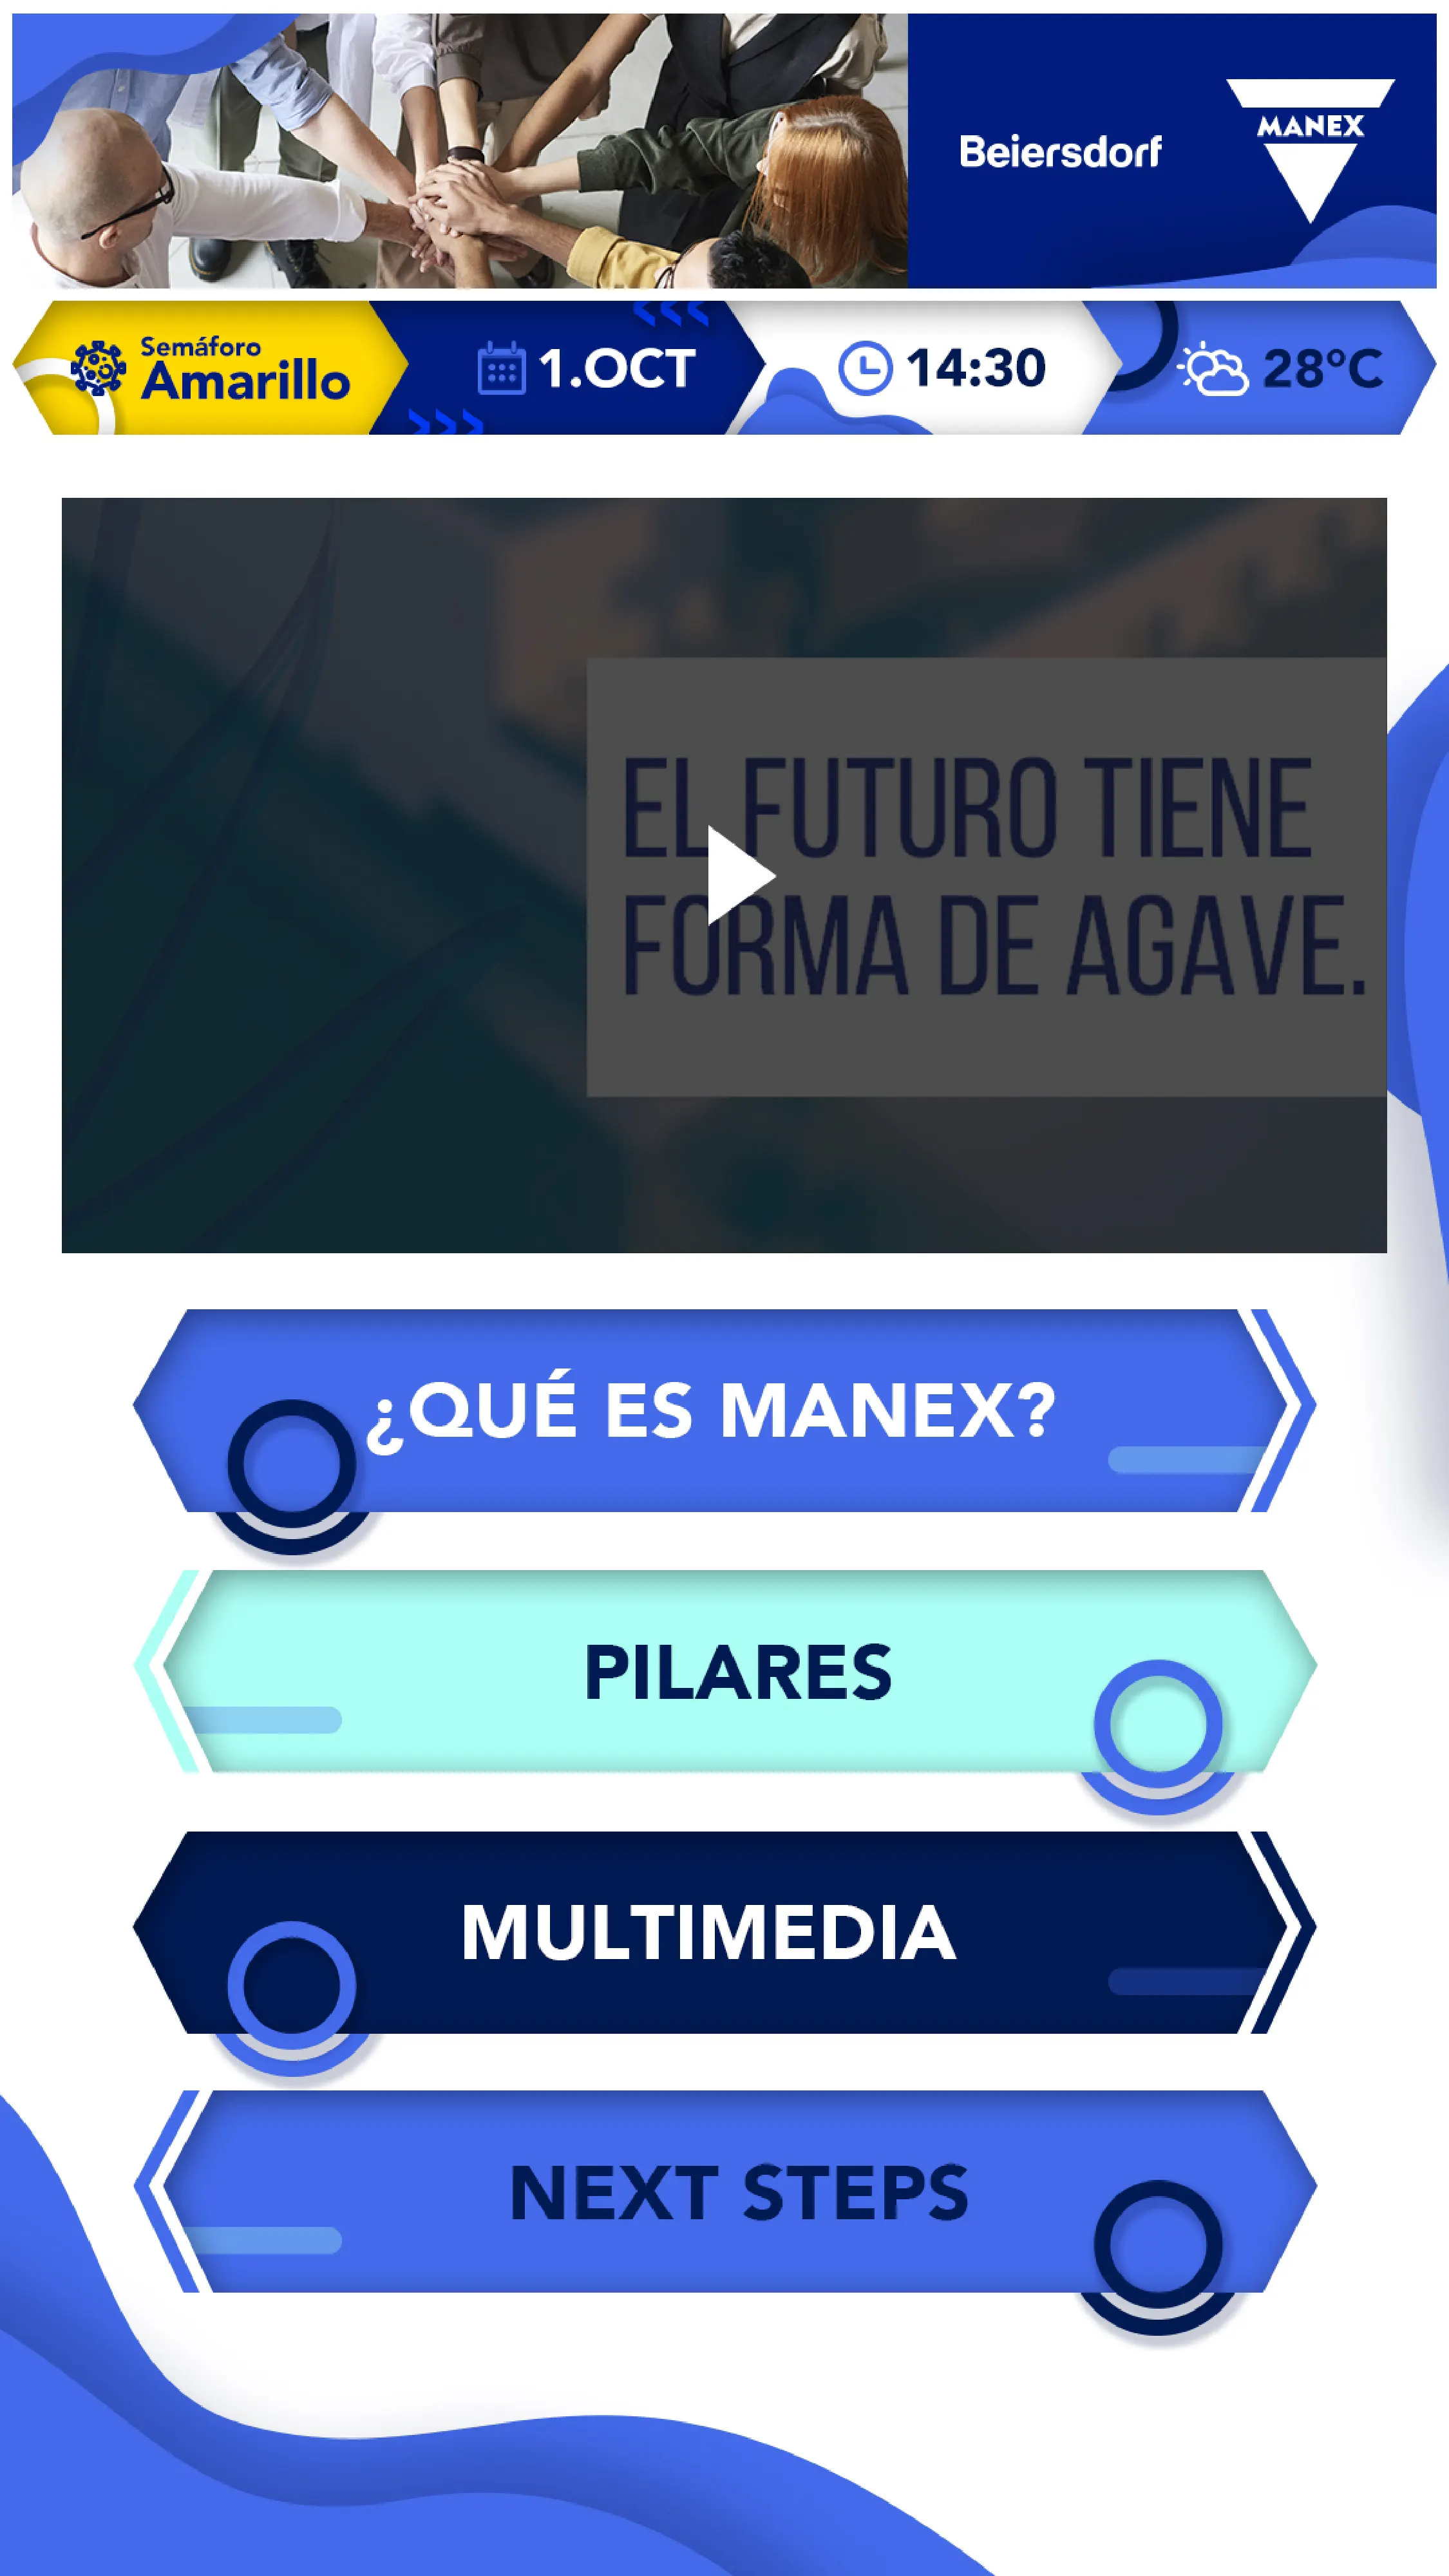 Beiersdorf
MANEX
Semáforo
Amarillo
1.OCT
14:30
28°C
EL FUTURO TIENE
FORMA DE AGAVE.
¿QUÉ ES MANEX?
PILARES
MULTIMEDIA
NEXT STEPS